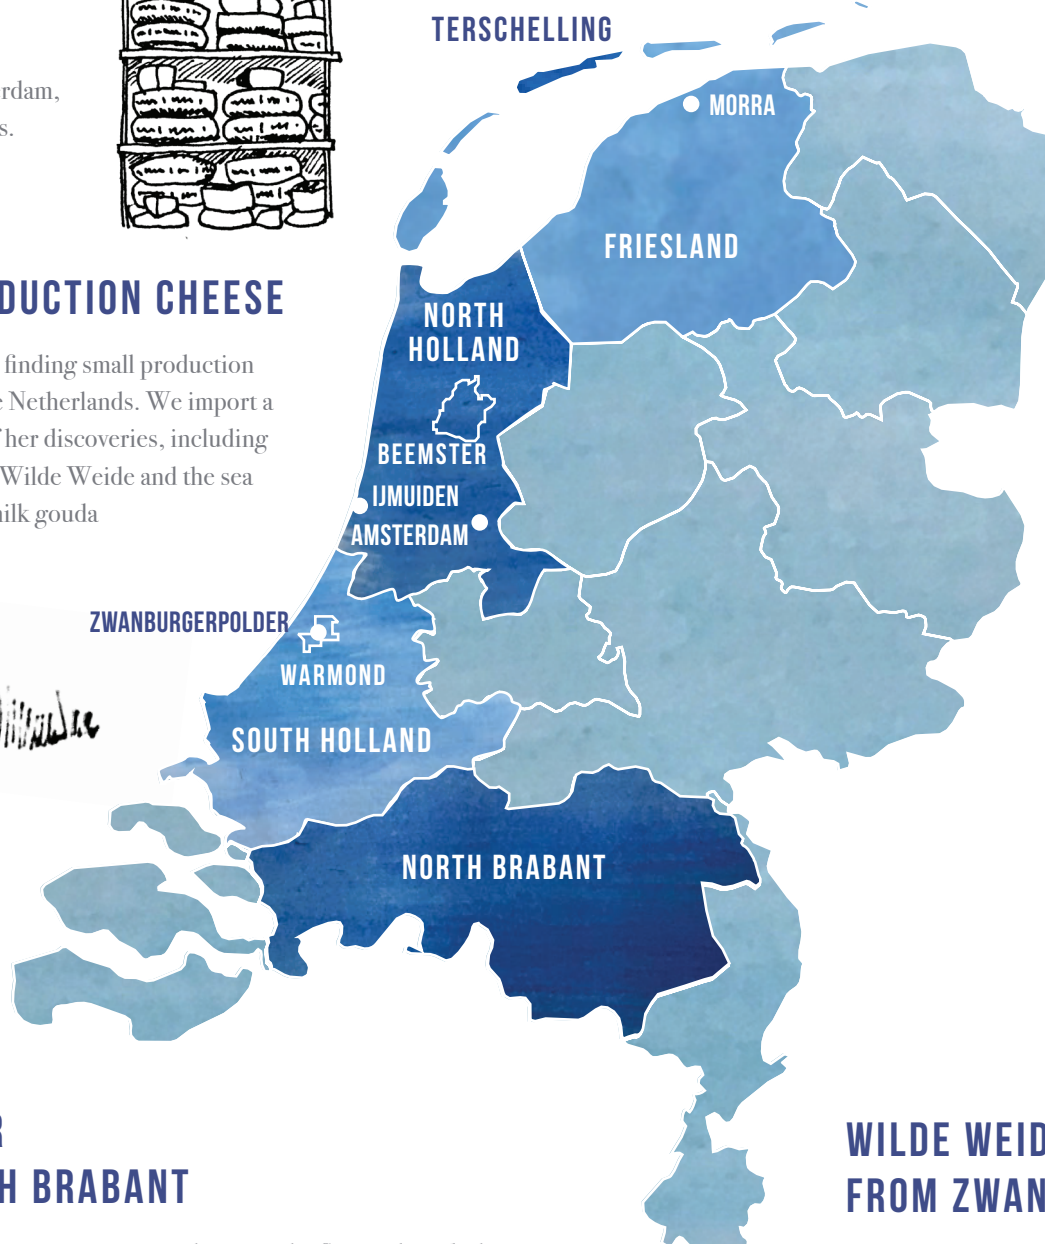 TERSCHELLING
rdam,
s.
MORRA
FRIESLAND
DUCTION CHEESE
NORTH
HOLLAND
finding small production
e Netherlands. We import a
f her discoveries, including
Wilde Weide and the sea
milk gouda
BEEMSTER
IJMUIDEN
AMSTERDAM
ZWANBURGERPOLDER
WARMOND
SOUTH HOLLAND
NORTH BRABANT
R
H BRABANT
WILDE WEID
FROM ZWAN